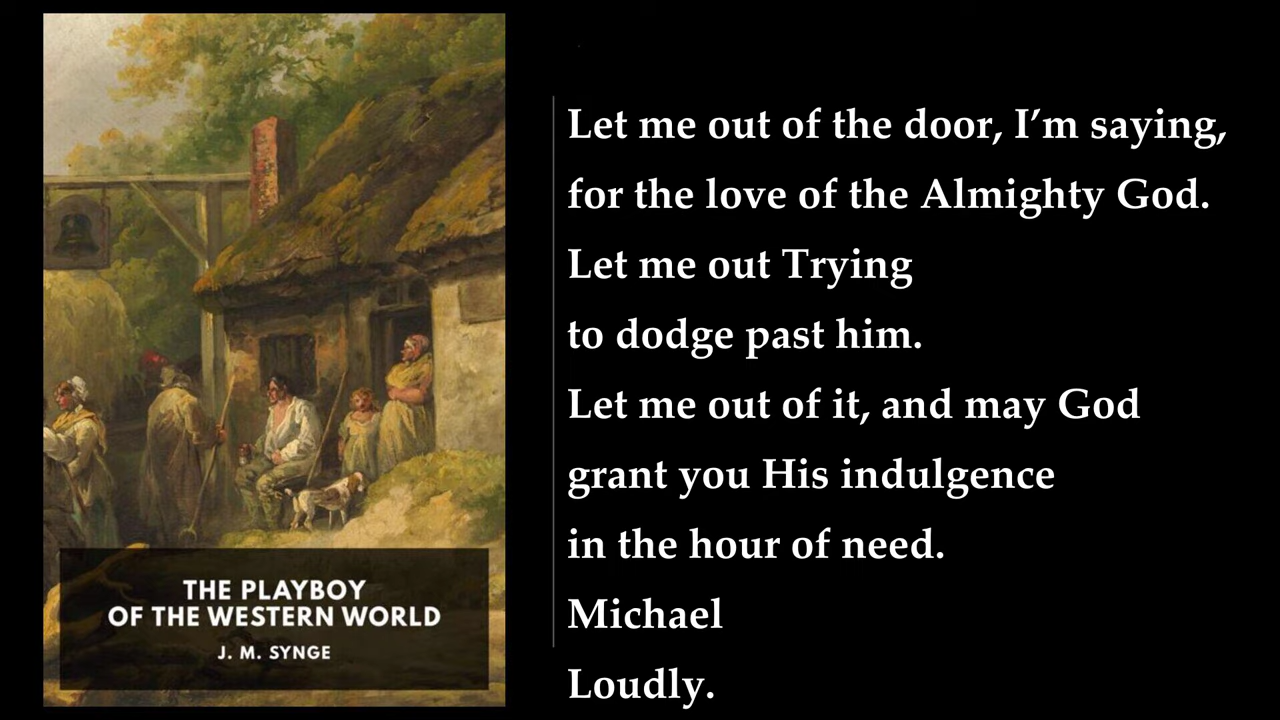 THE PLAYBOY
OF THE WESTERN WORLD
J. M. SYNGE
Let me out of the door, I’m saying,
for the love of the Almighty God.
Let me out Trying
to dodge past him.
Let me out of it, and may God
grant you His indulgence
in the hour of need.
Michael
Loudly.